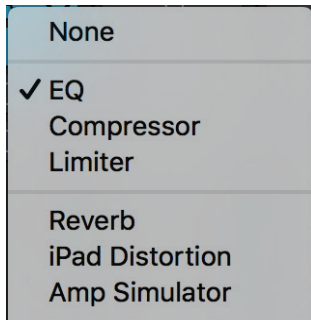 None
EQ
Compressor
Limiter
Reverb
iPad Distortion
Amp Simulator